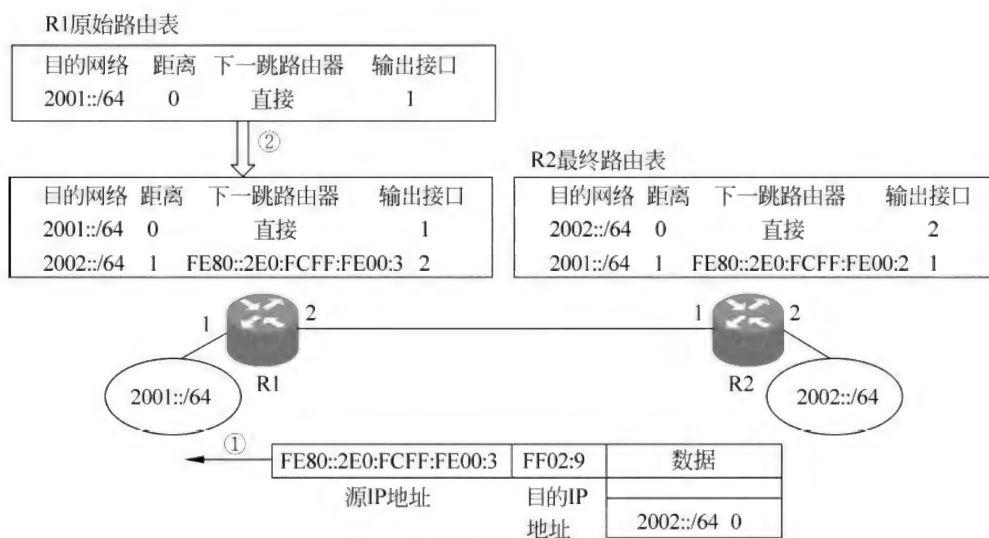 R1原始路由表
目的网络 距离 下一跳路由器 输出接口
2001::/64 0 直接 1
②
R2最终路由表
目的网络 距离 下一跳路由器 输出接口
2001::/64 0 直接 1
2002::/64 1 FE80::2E0:FCFF:FE00:3 2
目的网络 距离 下一跳路由器 输出接口
2002::/64 0 直接 2
2001::/64 1 FE80::2E0:FCFF:FE00:2 1
1 2 1 2
R1 R2
2001::/64 2002::/64
①
FE80::2E0:FCFF:FE00:3 FF02:9 数据
源IP地址 目的IP
地址 2002::/64 0